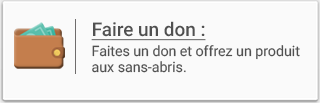 Faire un don :
Faites un don et offrez un produit
aux sans-abris.